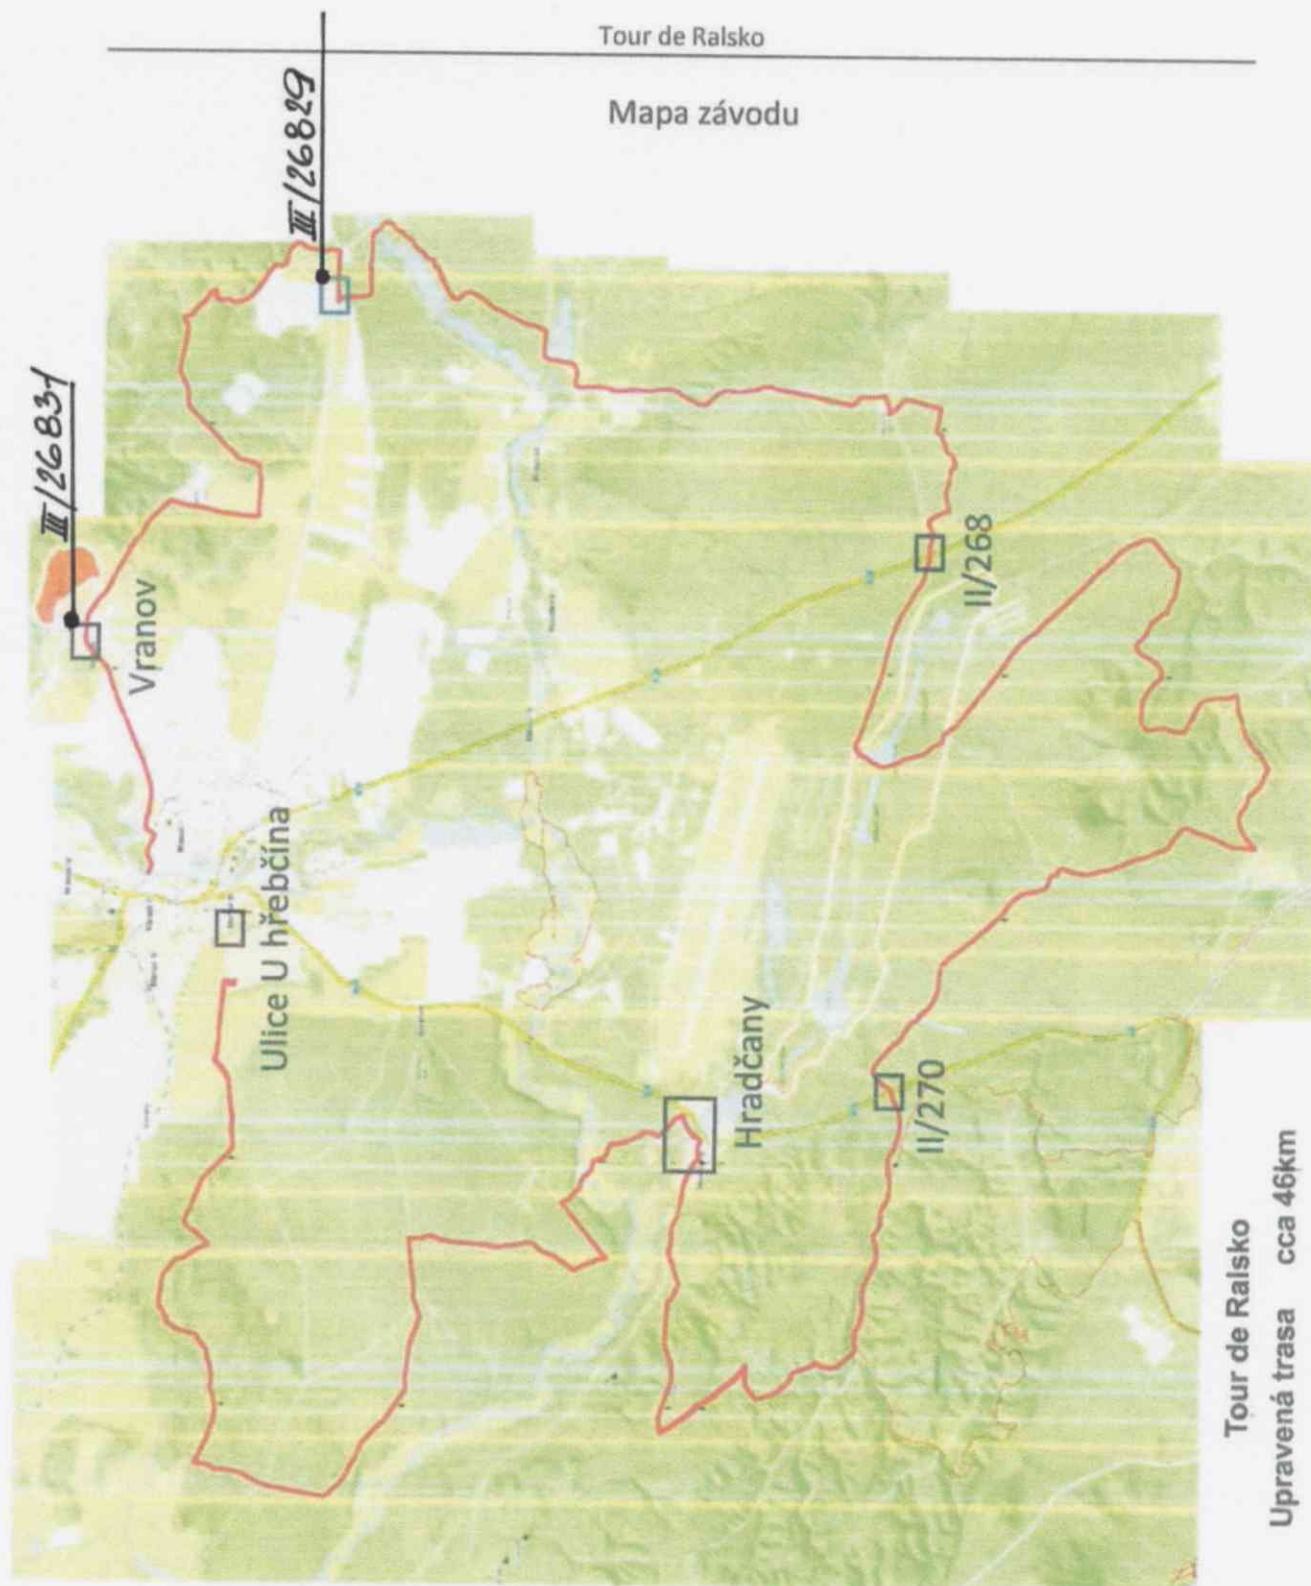 Tour de Ralsko
Mapa závodu
III/26829
III/26831
Vranov
Ulice U hřebčína
II/268
Hradčany
II/270
Tour de Ralsko
Upravená trasa cca 46km